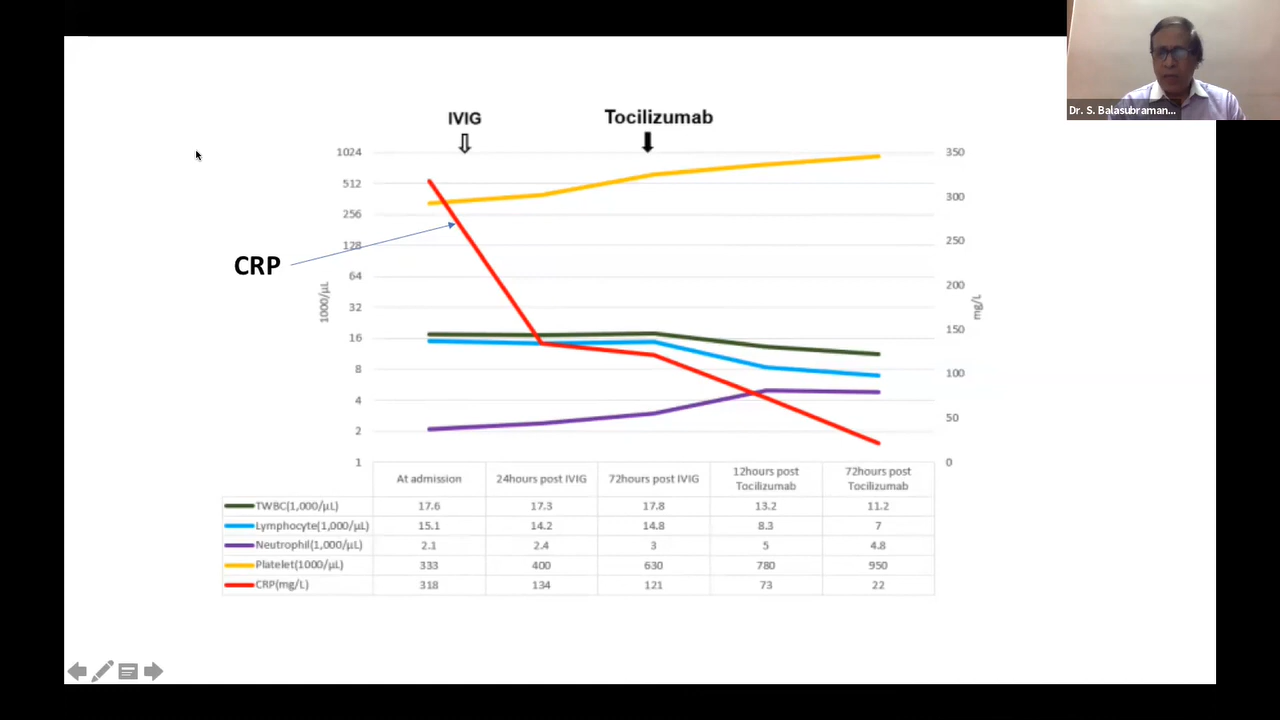 Dr. S. Balasubraman...
IVIG
Tocilizumab
CRP
1000/µL
1024
512
256
128
64
32
16
8
4
2
1
350
300
250
200
150
100
50
0
mg/L
At admission 24hours post IVIG 72hours post IVIG 12hours post Tocilizumab 72hours post Tocilizumab
TWBC(1,000/µL) 17.6 17.3 17.8 13.2 11.2
Lymphocyte(1,000/µL) 15.1 14.2 14.8 8.3 7
Neutrophil(1,000/µL) 2.1 2.4 3 5 4.8
Platelet(1000/µL) 333 400 630 780 950
CRP(mg/L) 318 134 121 73 22